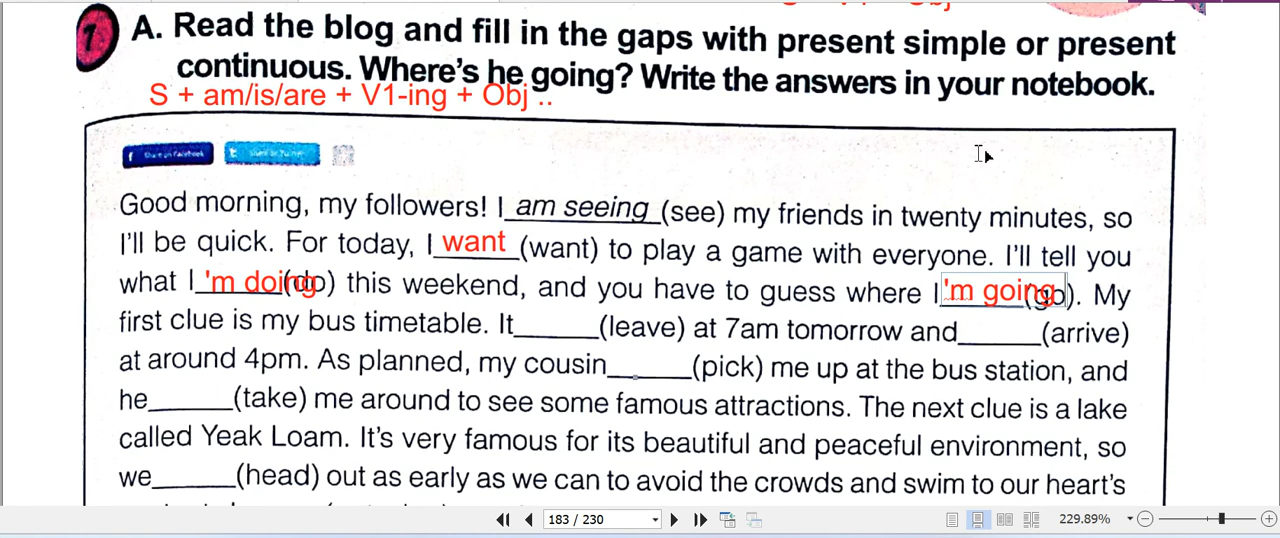 A. Read the blog and fill in the gaps with present simple or present
continuous. Where's he going? Write the answers in your notebook.
S + am/is/are + V1-ing + Obj ..
Good morning, my followers! I am seeing (see) my friends in twenty minutes, so
I'll be quick. For today, I want (want) to play a game with everyone. I'll tell you
what I 'm doing (do) this weekend, and you have to guess where I 'm going (go). My
first clue is my bus timetable. It______(leave) at 7am tomorrow and______(arrive)
at around 4pm. As planned, my cousin______(pick) me up at the bus station, and
he______(take) me around to see some famous attractions. The next clue is a lake
called Yeak Loam. It's very famous for its beautiful and peaceful environment, so
we______(head) out as early as we can to avoid the crowds and swim to our heart's
183 / 230
229.89%